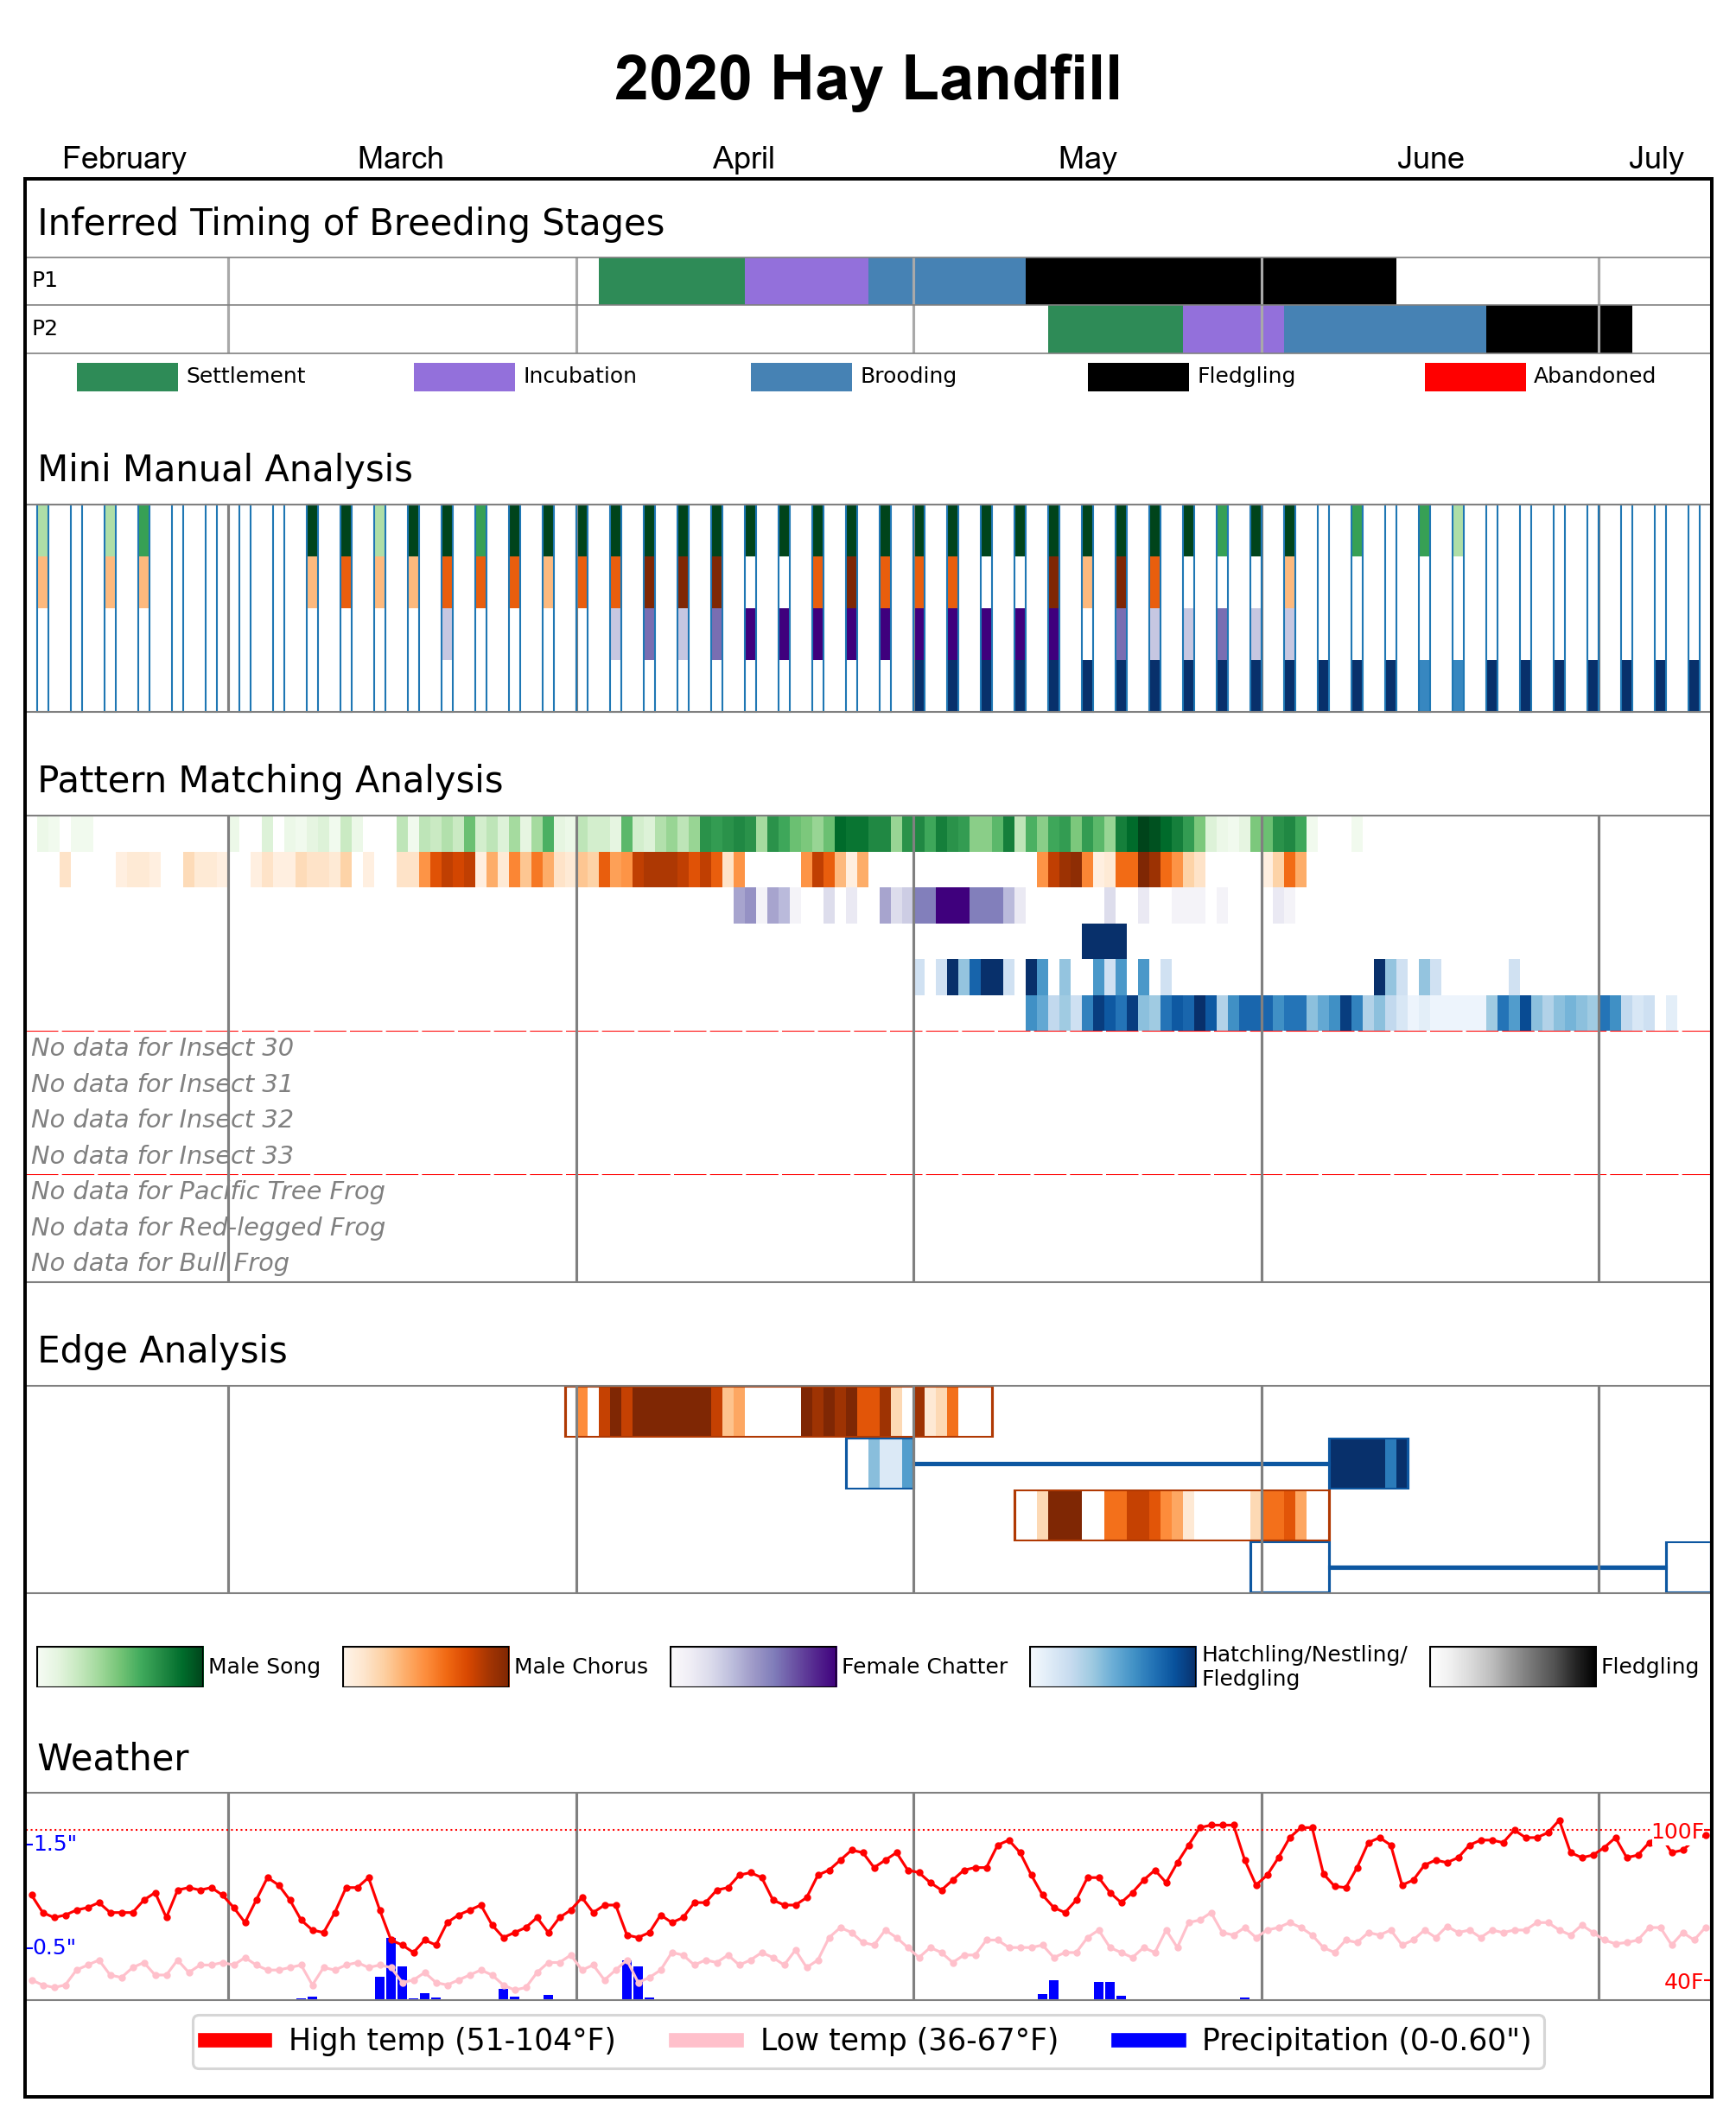 2020 Hay Landfill
February March April May June July
Inferred Timing of Breeding Stages
P1
P2
Settlement Incubation Brooding Fledgling Abandoned
Mini Manual Analysis
Pattern Matching Analysis
No data for Insect 30
No data for Insect 31
No data for Insect 32
No data for Insect 33
No data for Pacific Tree Frog
No data for Red-legged Frog
No data for Bull Frog
Edge Analysis
Male Song Male Chorus Female Chatter Hatchling/Nestling/
Fledgling Fledgling
Weather
1.5" 100F
0.5" 40F
High temp (51-104°F) Low temp (36-67°F) Precipitation (0-0.60")